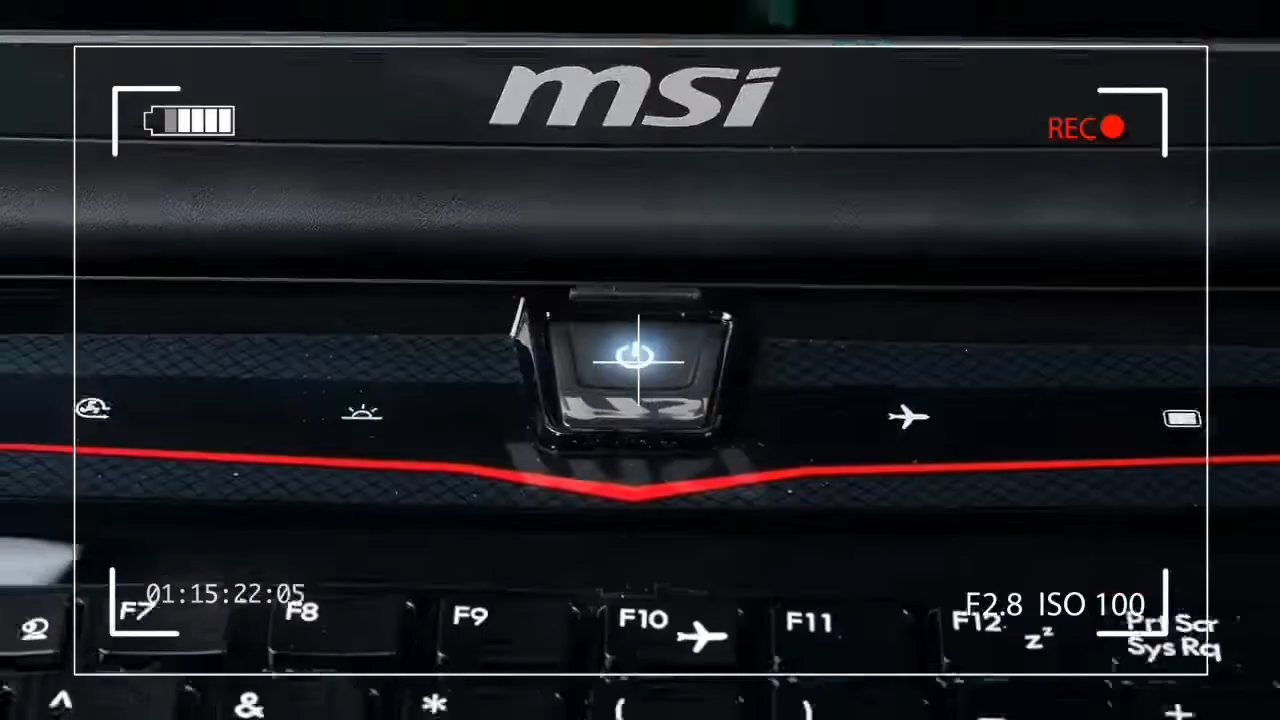 msi
REC
01:15:22:05
F2.8 ISO 100
F7 F8 F9 F10 F11 F12 Prt Scr
zᶻ Sys Rq
^ & * ( ) _ +